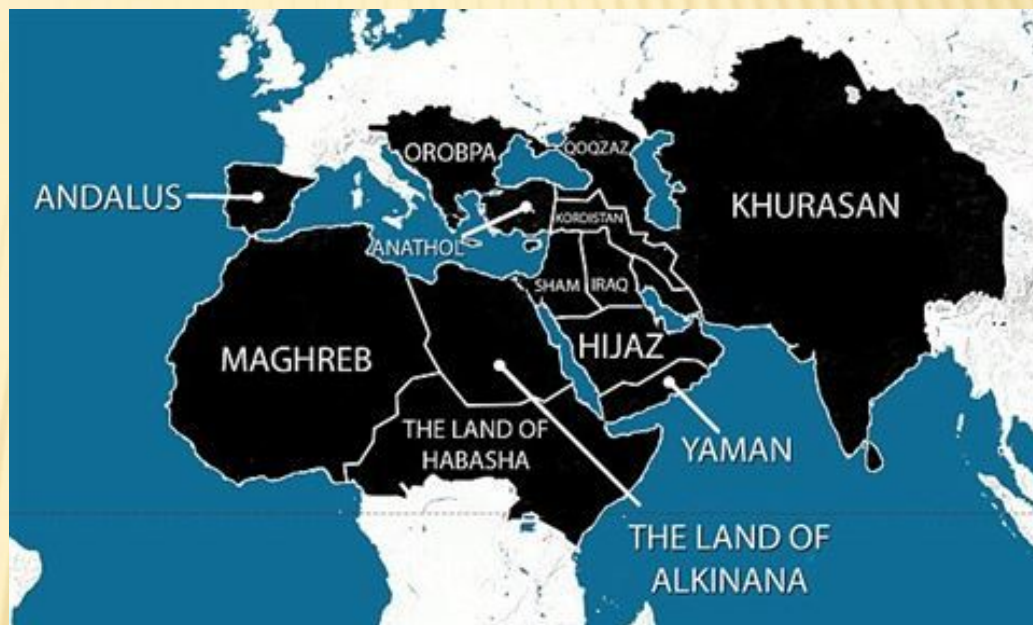 OROBPA
QOQZAZ
ANDALUS
KHURASAN
KORDISTAN
ANATHOL
SHAM
IRAQ
HIJAZ
MAGHREB
THE LAND OF
HABASHA
YAMAN
THE LAND OF
ALKINANA